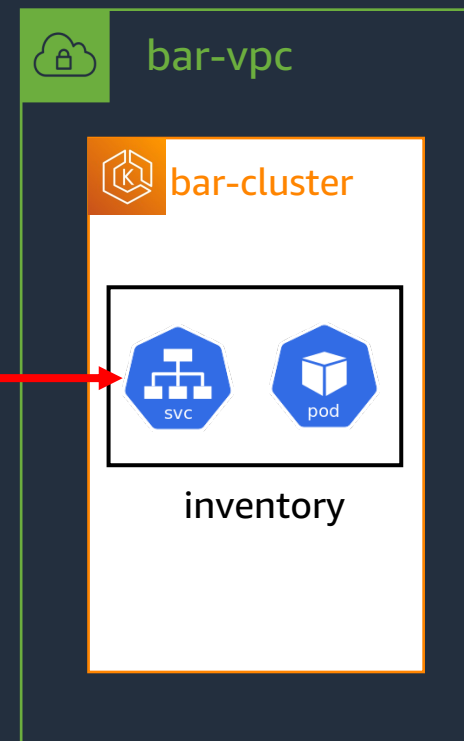 bar-vpc
K
bar-cluster
svc
pod
inventory